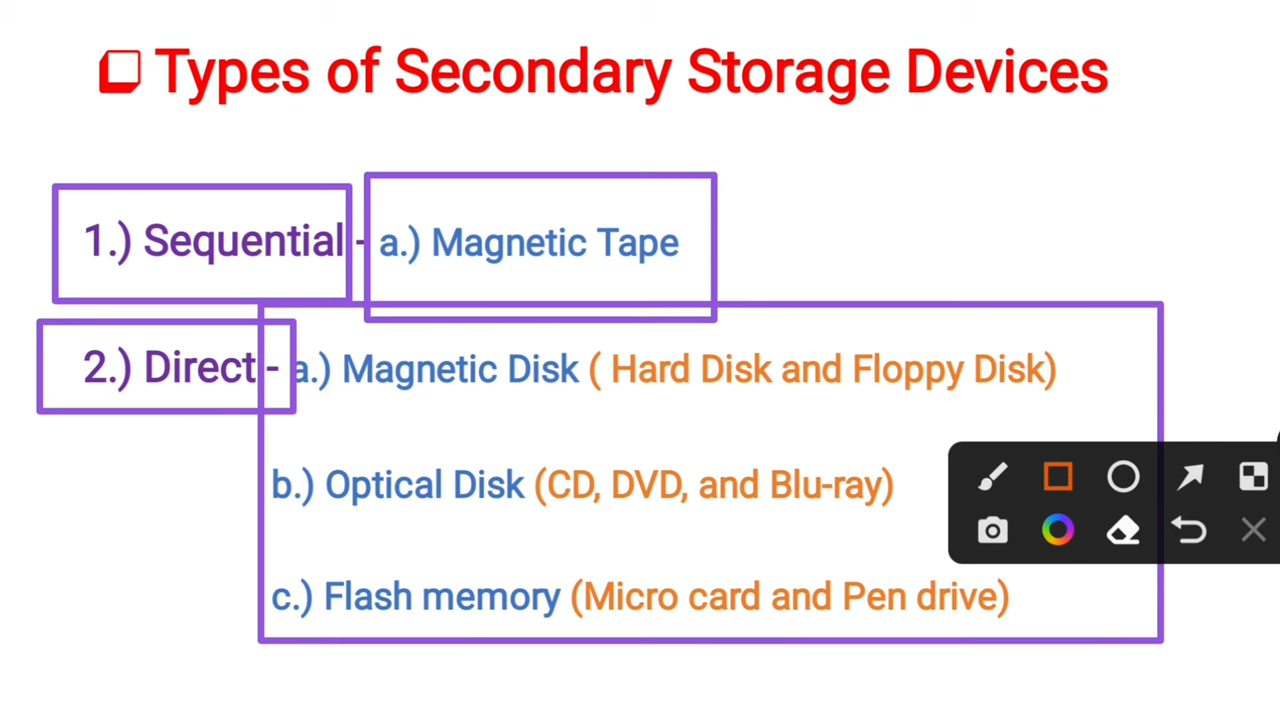 Types of Secondary Storage Devices
1.) Sequential - a.) Magnetic Tape
2.) Direct - a.) Magnetic Disk ( Hard Disk and Floppy Disk)
b.) Optical Disk (CD, DVD, and Blu-ray)
c.) Flash memory (Micro card and Pen drive)